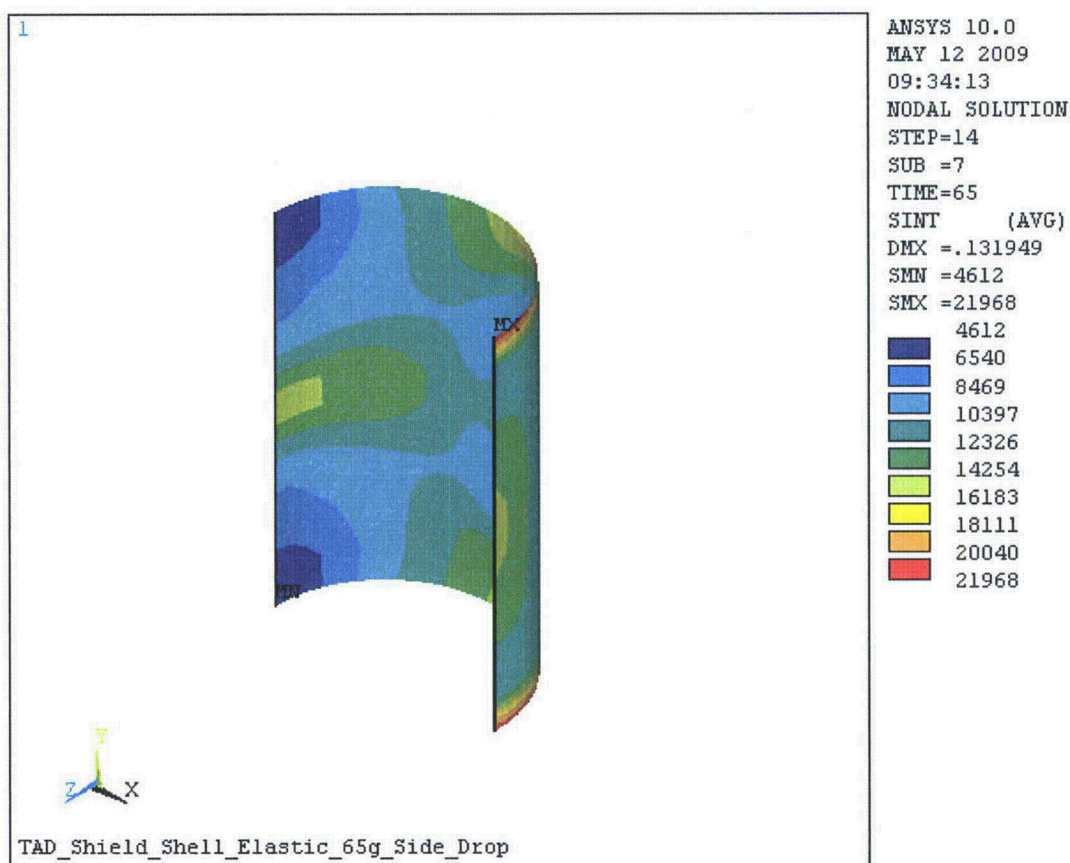 1
ANSYS 10.0
MAY 12 2009
09:34:13
NODAL SOLUTION
STEP=14
SUB =7
TIME=65
SINT (AVG)
DMX =.131949
SMN =4612
SMX =21968
4612
6540
8469
10397
12326
14254
16183
18111
20040
21968
MX
MN
Y
Z X
TAD_Shield_Shell_Elastic_65g_Side_Drop